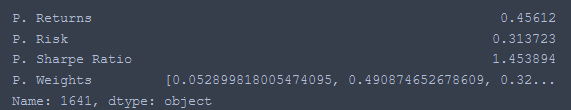 P. Returns 0.45612
P. Risk 0.313723
P. Sharpe Ratio 1.453894
P. Weights [0.052899818005474095, 0.490874652678609, 0.32...
Name: 1641, dtype: object